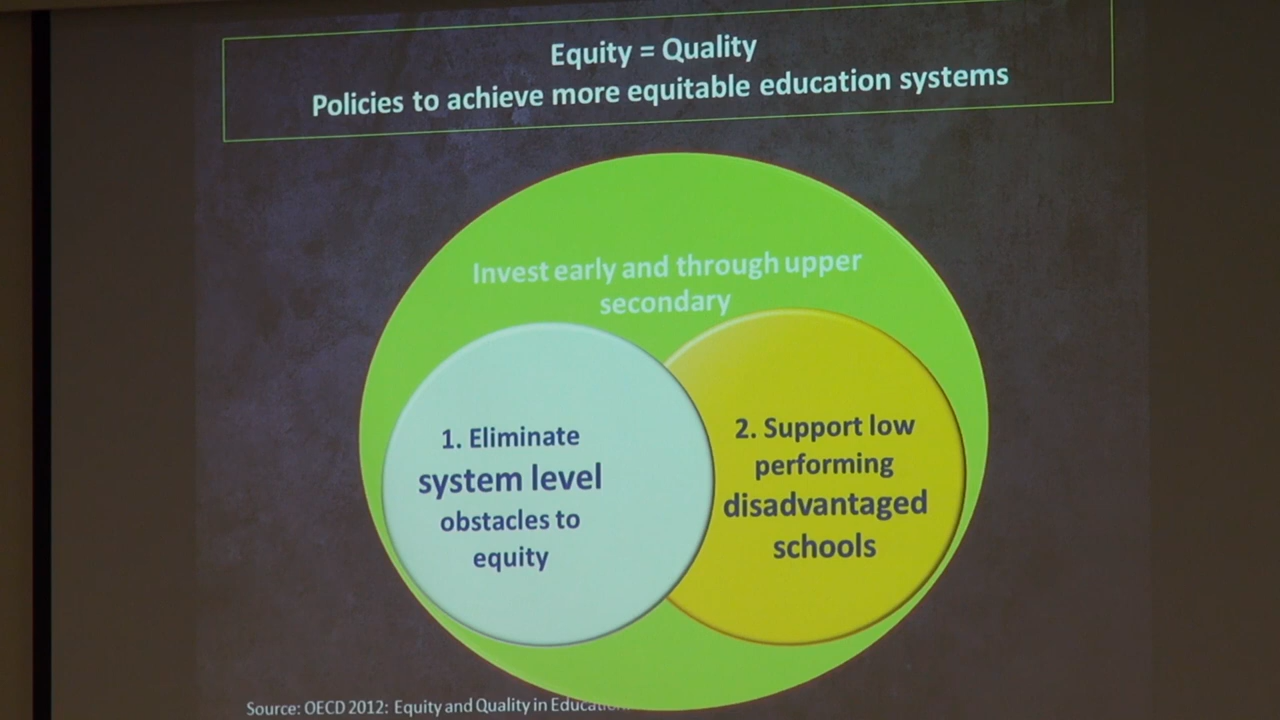 Equity = Quality
Policies to achieve more equitable education systems
Invest early and through upper
secondary
1. Eliminate
system level
obstacles to
equity
2. Support low
performing
disadvantaged
schools
Source: OECD 2012: Equity and Quality in Education.